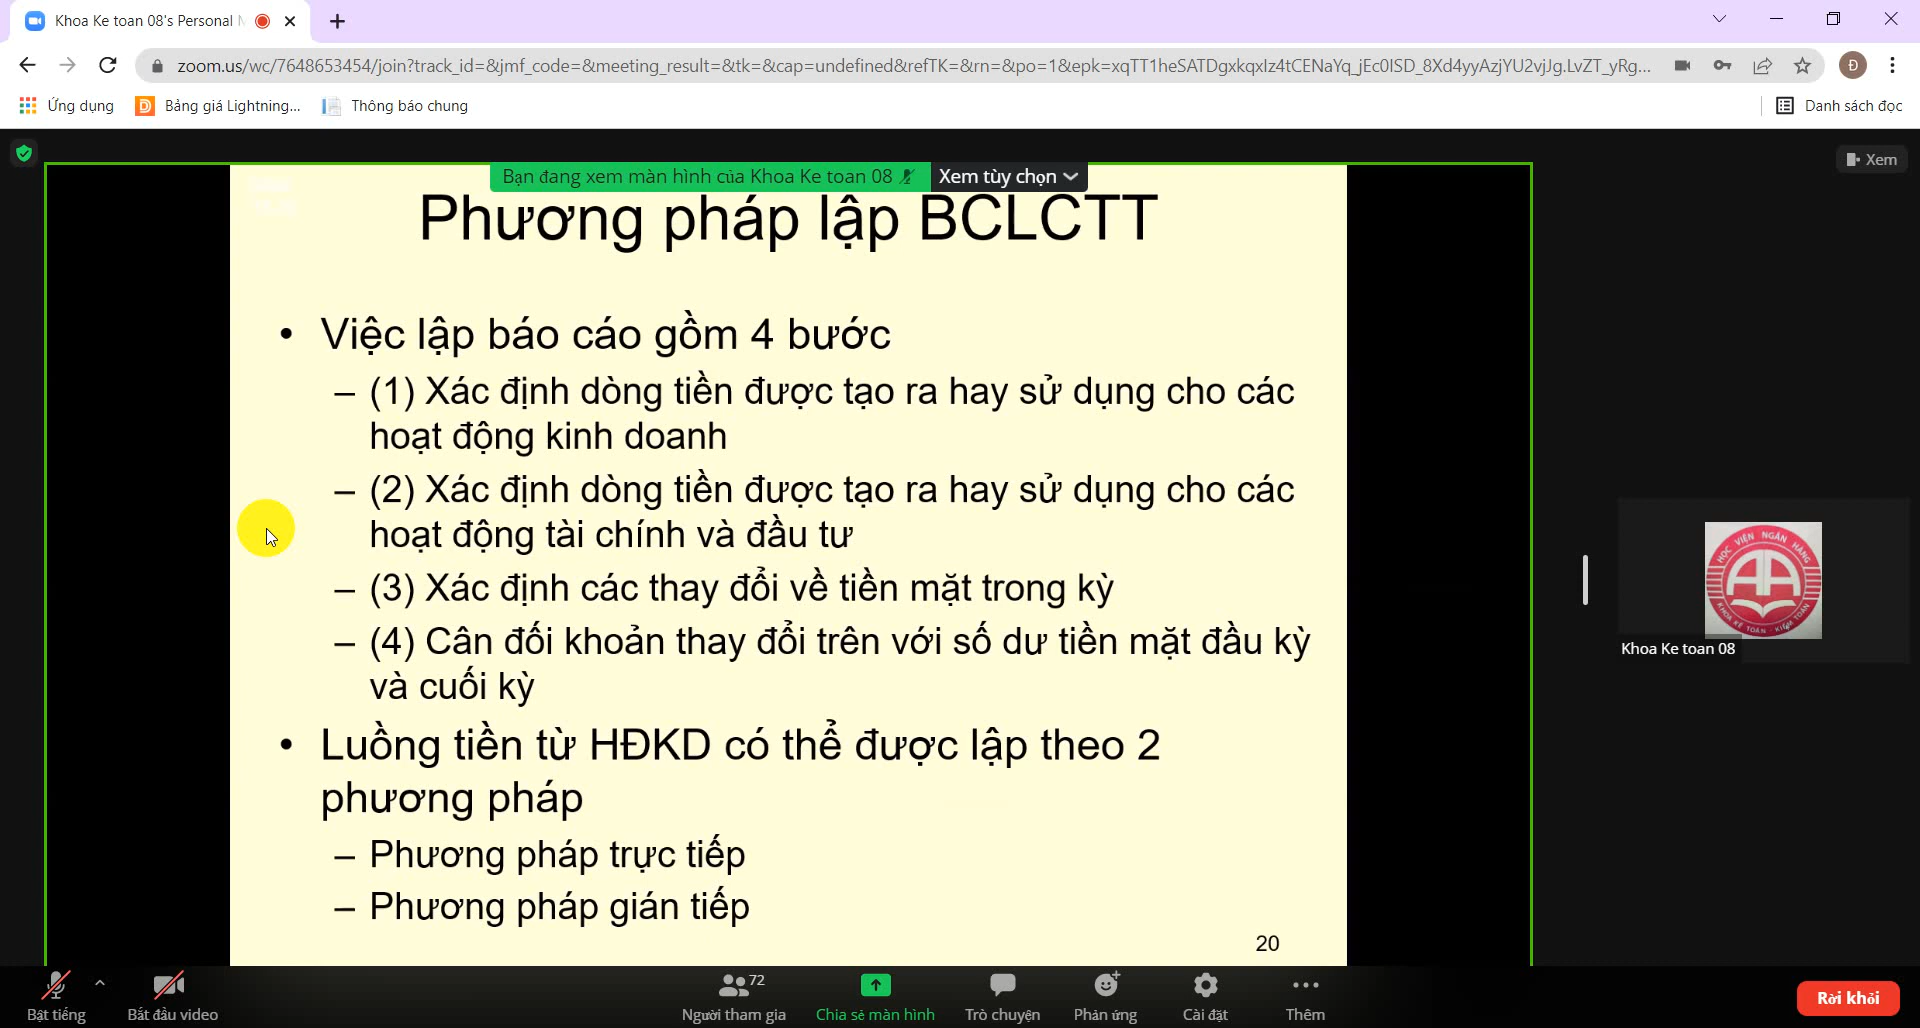 Khoa Ke toan 08's Personal
zoom.us/wc/7648653454/join?track_id=&jmf_code=&meeting_result=&tk=&cap=undefined&refTK=&rn=&po=1&epk=xqTT1heSATDgxkqxIz4tCENaYq_jEc0ISD_8Xd4yyAzjYU2vjJg.LvZT_yRg...
Đ
Ứng dụng
Bảng giá Lightning...
Thông báo chung
Danh sách đọc
Bạn đang xem màn hình của Khoa Ke toan 08
Xem tùy chọn
Xem
Phương pháp lập BCLCTT
• Việc lập báo cáo gồm 4 bước
– (1) Xác định dòng tiền được tạo ra hay sử dụng cho các
hoạt động kinh doanh
– (2) Xác định dòng tiền được tạo ra hay sử dụng cho các
hoạt động tài chính và đầu tư
– (3) Xác định các thay đổi về tiền mặt trong kỳ
– (4) Cân đối khoản thay đổi trên với số dư tiền mặt đầu kỳ
và cuối kỳ
• Luồng tiền từ HĐKD có thể được lập theo 2
phương pháp
– Phương pháp trực tiếp
– Phương pháp gián tiếp
20
HỌC VIỆN NGÂN HÀNG
KHOA KẾ TOÁN - KIỂM TOÁN
Khoa Ke toan 08
Bật tiếng
Bắt đầu video
72
Người tham gia
Chia sẻ màn hình
Trò chuyện
Phản ứng
Cài đặt
Thêm
Rời khỏi